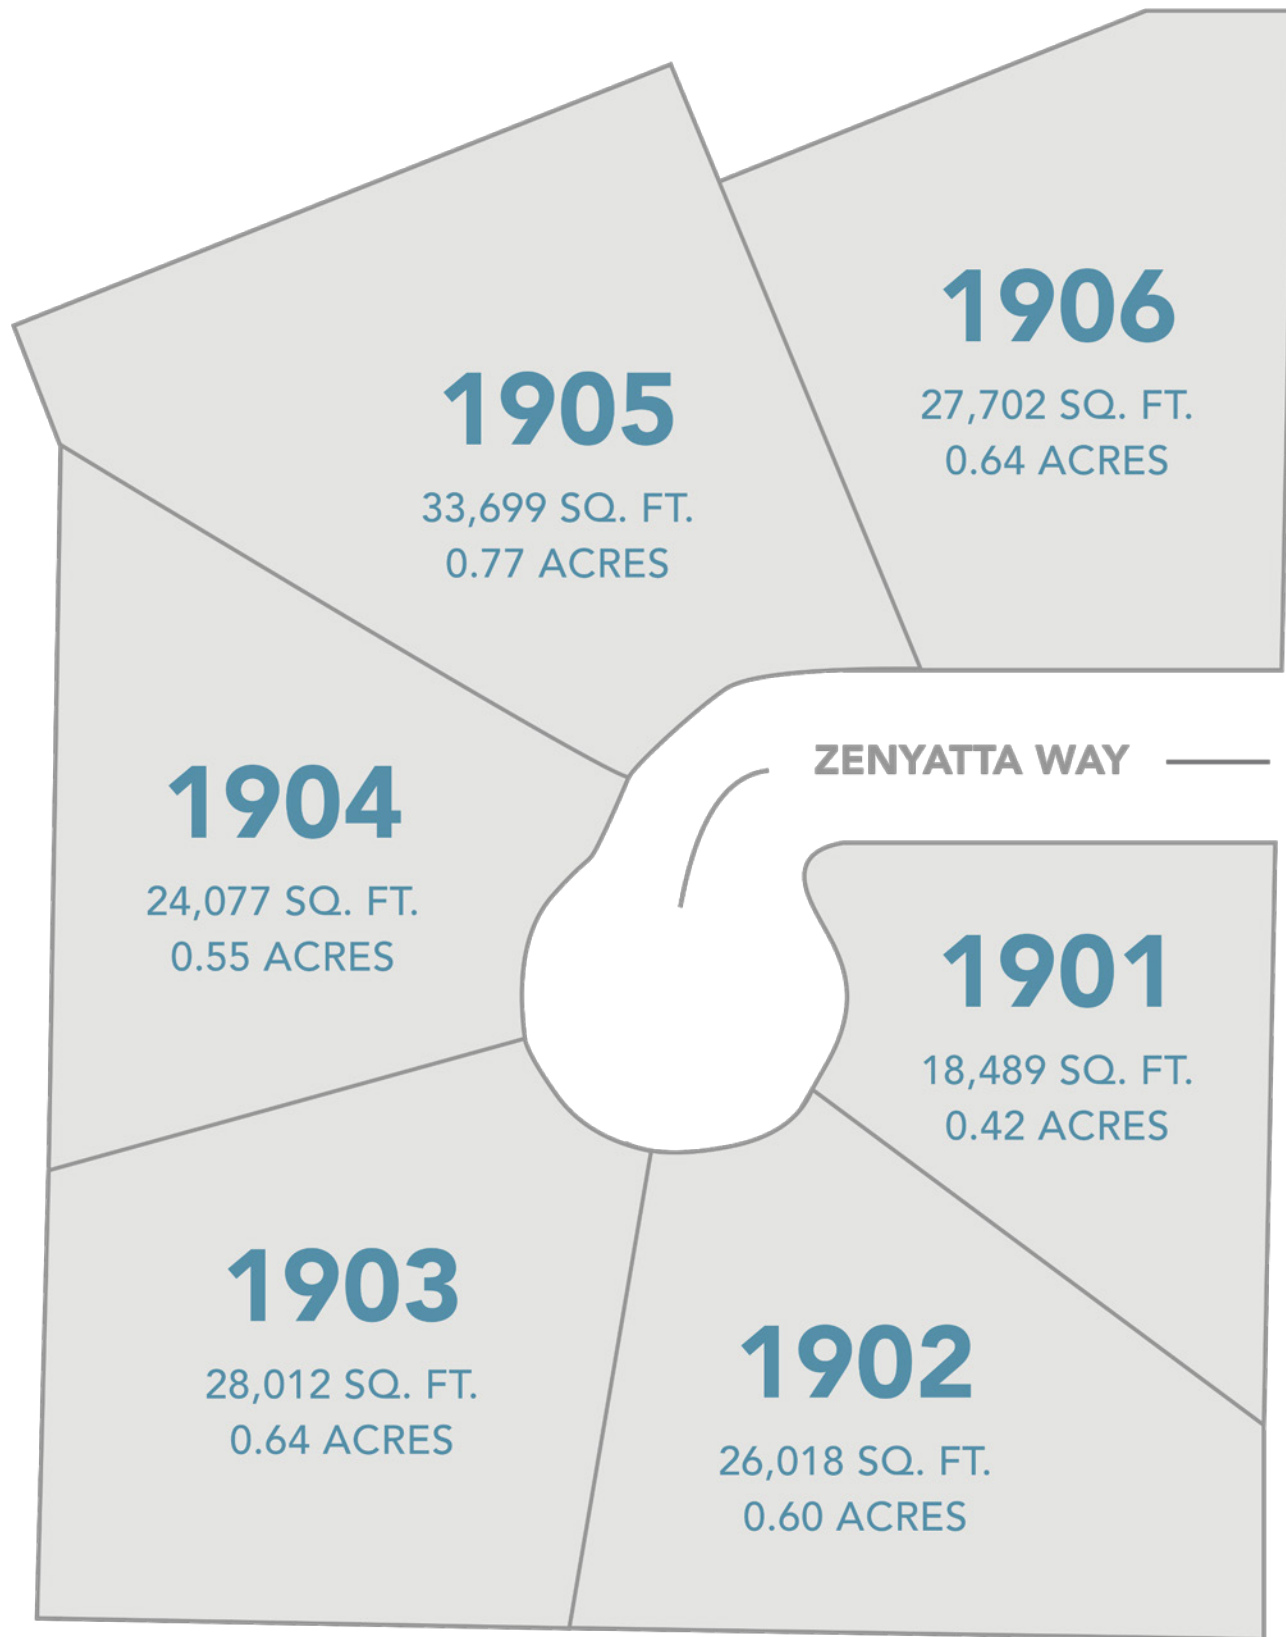 1906
27,702 SQ. FT.
0.64 ACRES
1905
33,699 SQ. FT.
0.77 ACRES
ZENYATTA WAY
1904
24,077 SQ. FT.
0.55 ACRES
1901
18,489 SQ. FT.
0.42 ACRES
1903
28,012 SQ. FT.
0.64 ACRES
1902
26,018 SQ. FT.
0.60 ACRES